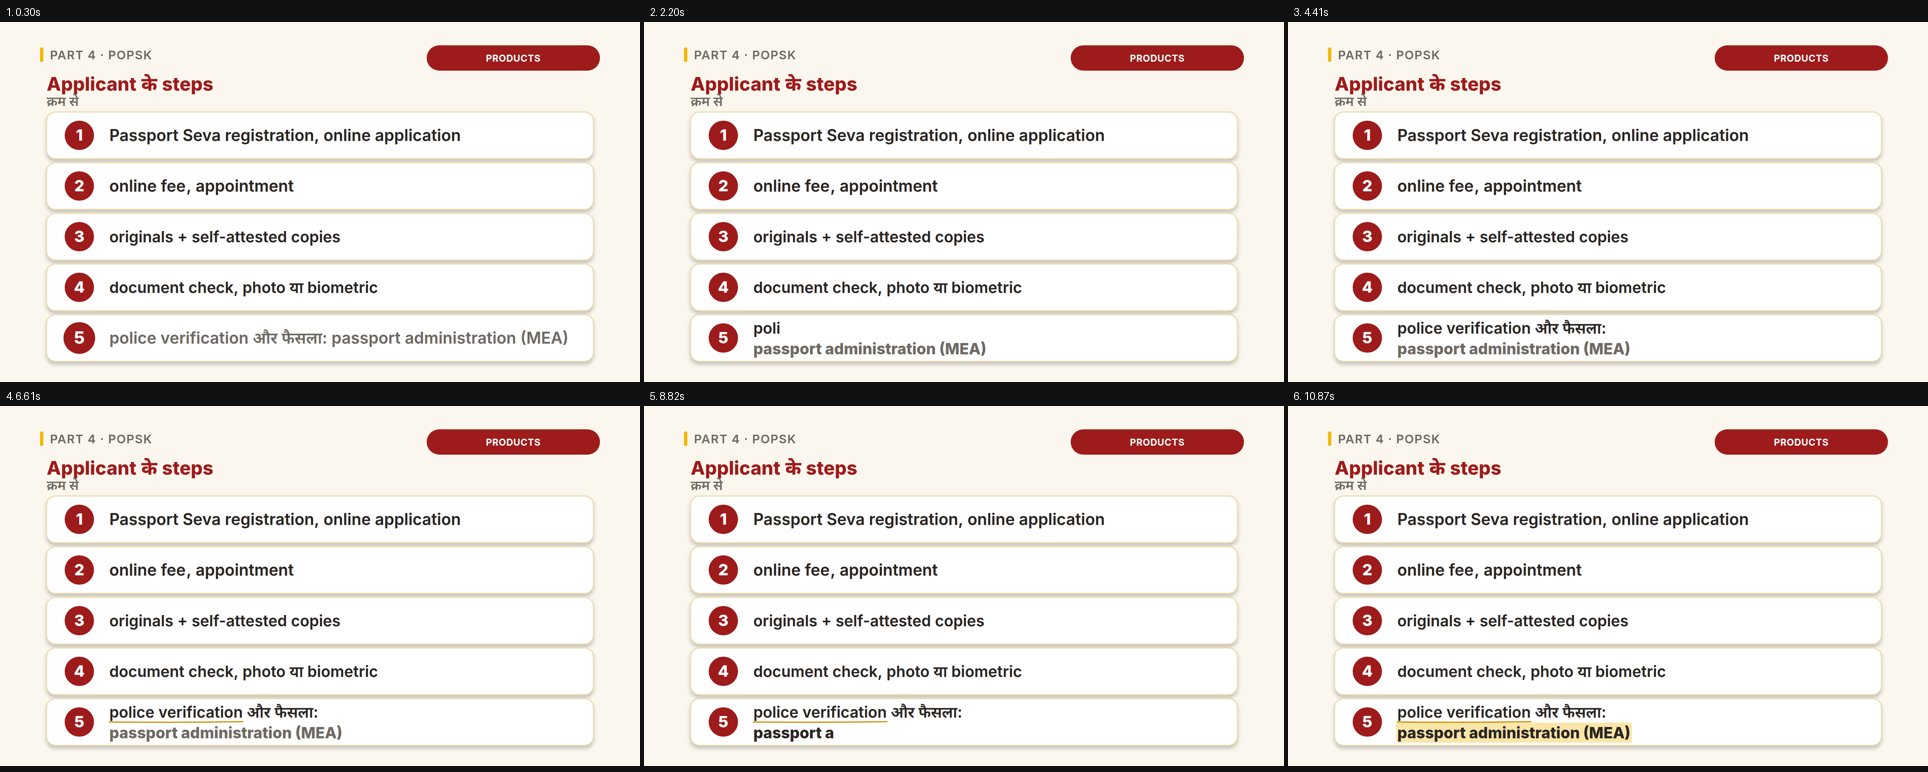 1. 0.30s
PART 4 · POPSK
PRODUCTS
Applicant के steps
क्रम से
1 Passport Seva registration, online application
2 online fee, appointment
3 originals + self-attested copies
4 document check, photo या biometric
5 police verification और फैसला: passport administration (MEA)
2. 2.20s
PART 4 · POPSK
PRODUCTS
Applicant के steps
क्रम से
1 Passport Seva registration, online application
2 online fee, appointment
3 originals + self-attested copies
4 document check, photo या biometric
5 poli
passport administration (MEA)
3. 4.41s
PART 4 · POPSK
PRODUCTS
Applicant के steps
क्रम से
1 Passport Seva registration, online application
2 online fee, appointment
3 originals + self-attested copies
4 document check, photo या biometric
5 police verification और फैसला:
passport administration (MEA)
4. 6.61s
PART 4 · POPSK
PRODUCTS
Applicant के steps
क्रम से
1 Passport Seva registration, online application
2 online fee, appointment
3 originals + self-attested copies
4 document check, photo या biometric
5 police verification और फैसला:
passport administration (MEA)
5. 8.82s
PART 4 · POPSK
PRODUCTS
Applicant के steps
क्रम से
1 Passport Seva registration, online application
2 online fee, appointment
3 originals + self-attested copies
4 document check, photo या biometric
5 police verification और फैसला:
passport a
6. 10.87s
PART 4 · POPSK
PRODUCTS
Applicant के steps
क्रम से
1 Passport Seva registration, online application
2 online fee, appointment
3 originals + self-attested copies
4 document check, photo या biometric
5 police verification और फैसला:
passport administration (MEA)